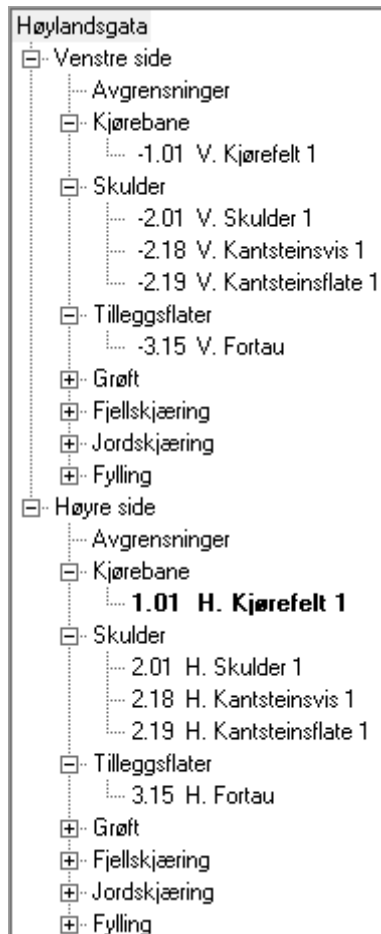 Høylandsgata
Venstre side
Avgrensninger
Kjørebane
-1.01 V. Kjørefelt 1
Skulder
-2.01 V. Skulder 1
-2.18 V. Kantsteinsvis 1
-2.19 V. Kantsteinsflate 1
Tilleggsflater
-3.15 V. Fortau
Grøft
Fjellskjæring
Jordskjæring
Fylling
Høyre side
Avgrensninger
Kjørebane
1.01 H. Kjørefelt 1
Skulder
2.01 H. Skulder 1
2.18 H. Kantsteinsvis 1
2.19 H. Kantsteinsflate 1
Tilleggsflater
3.15 H. Fortau
Grøft
Fjellskjæring
Jordskjæring
Fylling